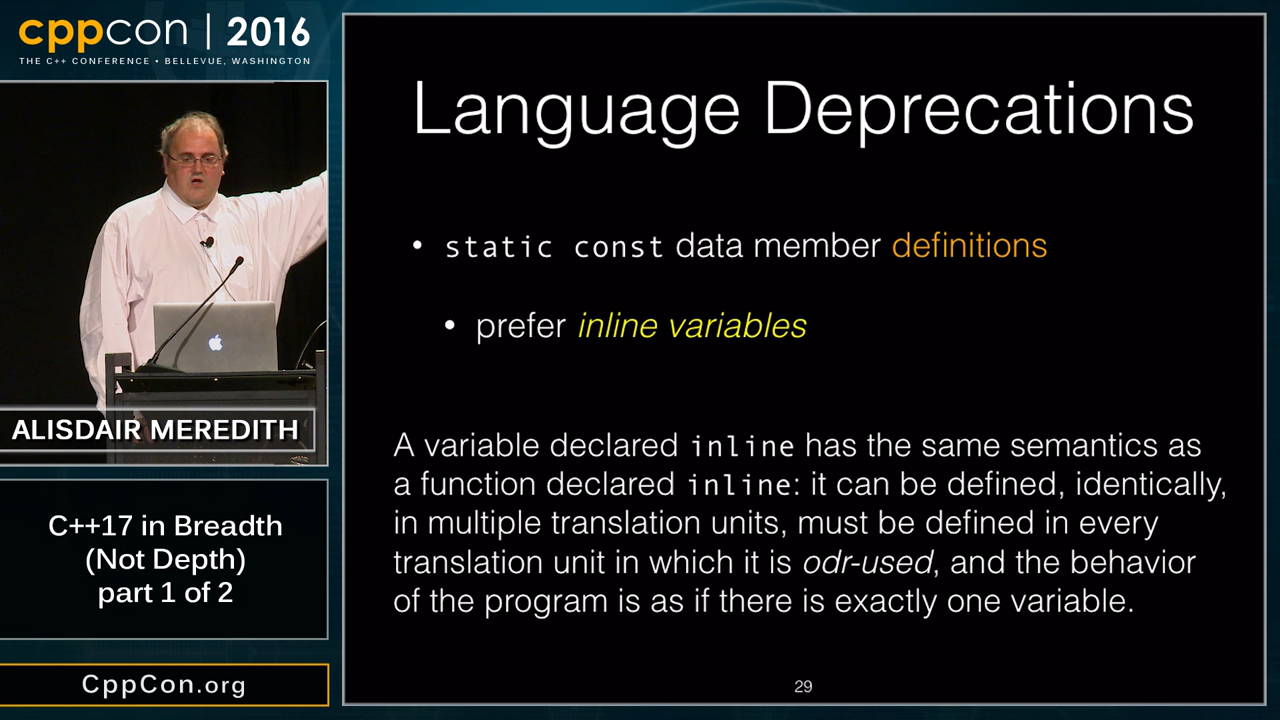 cppcon | 2016
THE C++ CONFERENCE • BELLEVUE, WASHINGTON
ALISDAIR MEREDITH
C++17 in Breadth
(Not Depth)
part 1 of 2
CppCon.org
Language Deprecations
• static const data member definitions
• prefer inline variables
A variable declared inline has the same semantics as
a function declared inline: it can be defined, identically,
in multiple translation units, must be defined in every
translation unit in which it is odr-used, and the behavior
of the program is as if there is exactly one variable.
29